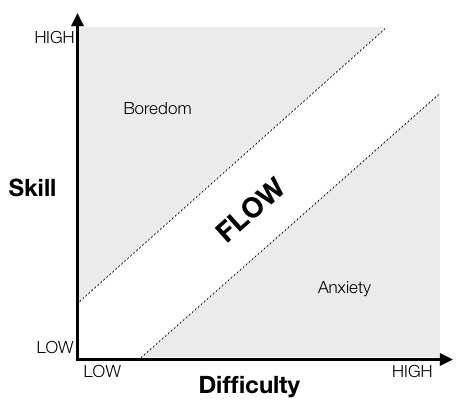 HIGH
Boredom
Skill
FLOW
Anxiety
LOW
LOW
HIGH
Difficulty